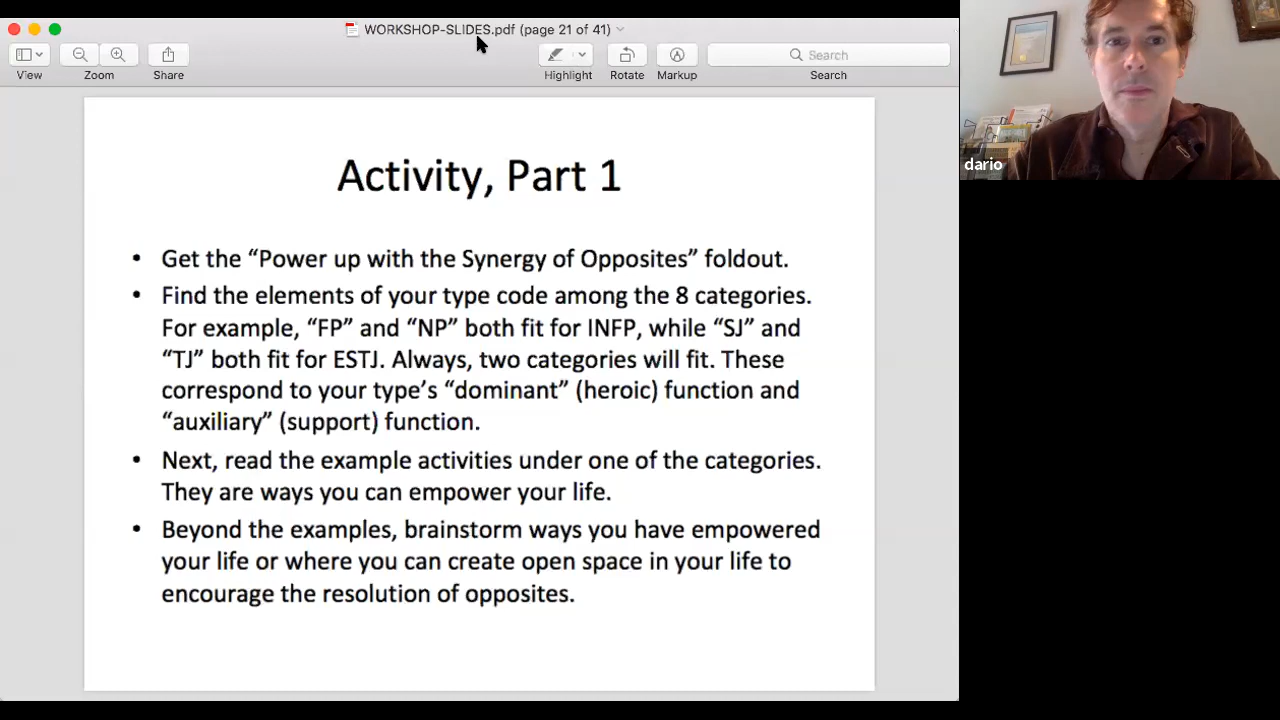 WORKSHOP-SLIDES.pdf (page 21 of 41)
View
Zoom
Share
Highlight
Rotate
Markup
Search
Search
dario
Activity, Part 1
• Get the “Power up with the Synergy of Opposites” foldout.
• Find the elements of your type code among the 8 categories.
For example, “FP” and “NP” both fit for INFP, while “SJ” and
“TJ” both fit for ESTJ. Always, two categories will fit. These
correspond to your type’s “dominant” (heroic) function and
“auxiliary” (support) function.
• Next, read the example activities under one of the categories.
They are ways you can empower your life.
• Beyond the examples, brainstorm ways you have empowered
your life or where you can create open space in your life to
encourage the resolution of opposites.